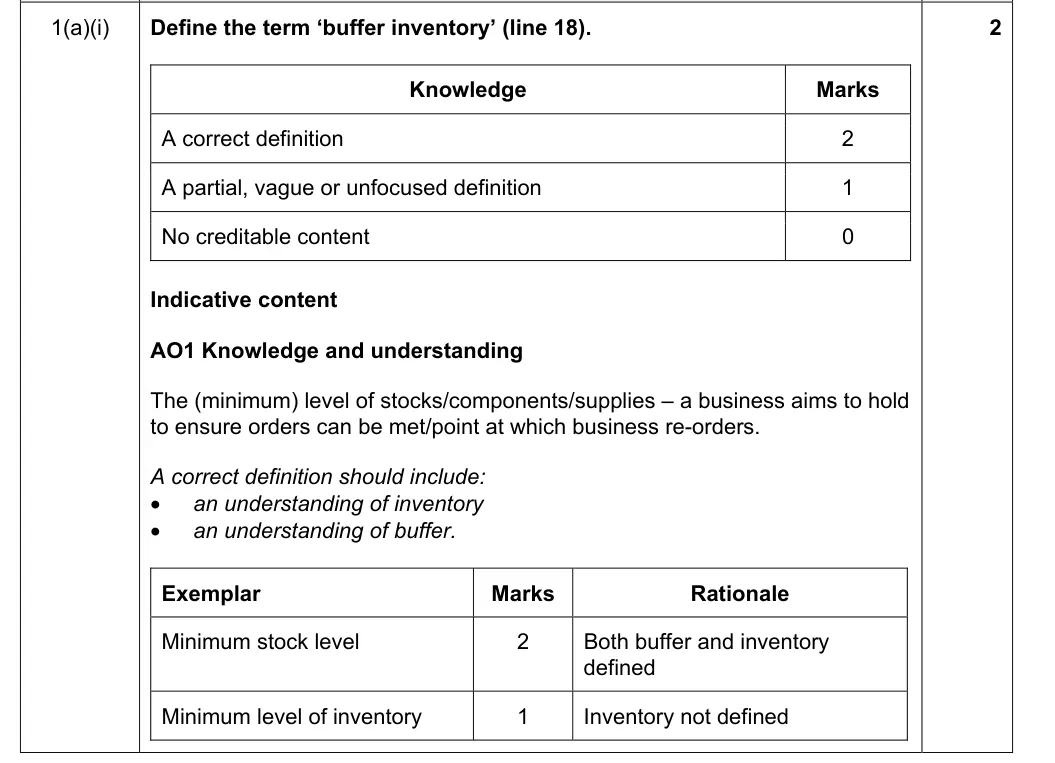 1(a)(i) Define the term ‘buffer inventory’ (line 18). 2
Knowledge Marks
A correct definition 2
A partial, vague or unfocused definition 1
No creditable content 0
Indicative content
AO1 Knowledge and understanding
The (minimum) level of stocks/components/supplies – a business aims to hold
to ensure orders can be met/point at which business re-orders.
A correct definition should include:
• an understanding of inventory
• an understanding of buffer.
Exemplar Marks Rationale
Minimum stock level 2 Both buffer and inventory
defined
Minimum level of inventory 1 Inventory not defined